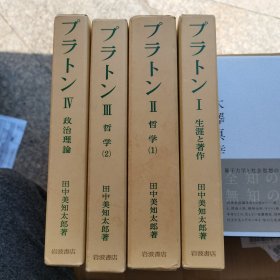 プラトン IV 政治理論
田中美知太郎著
岩波書店
プラトン III 哲学(2)
田中美知太郎著
岩波書店
プラトン II 哲学(1)
田中美知太郎著
岩波書店
プラトン I 生涯と著作
田中美知太郎著
岩波書店